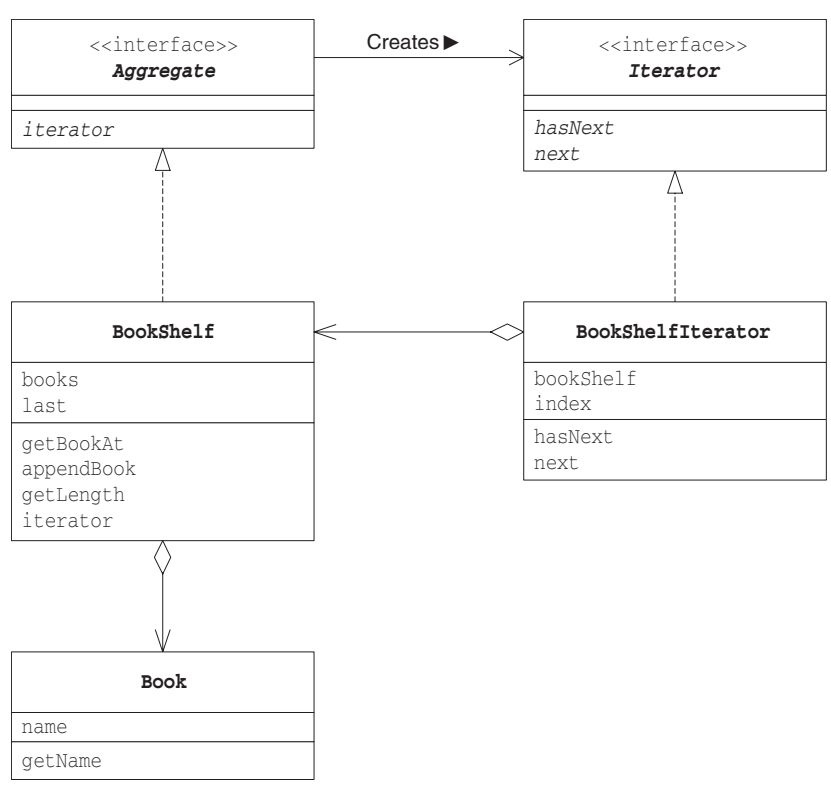 <<interface>>
Aggregate
iterator
Creates ▶
<<interface>>
Iterator
hasNext
next
BookShelf
books
last
getBookAt
appendBook
getLength
iterator
BookShelfIterator
bookShelf
index
hasNext
next
Book
name
getName